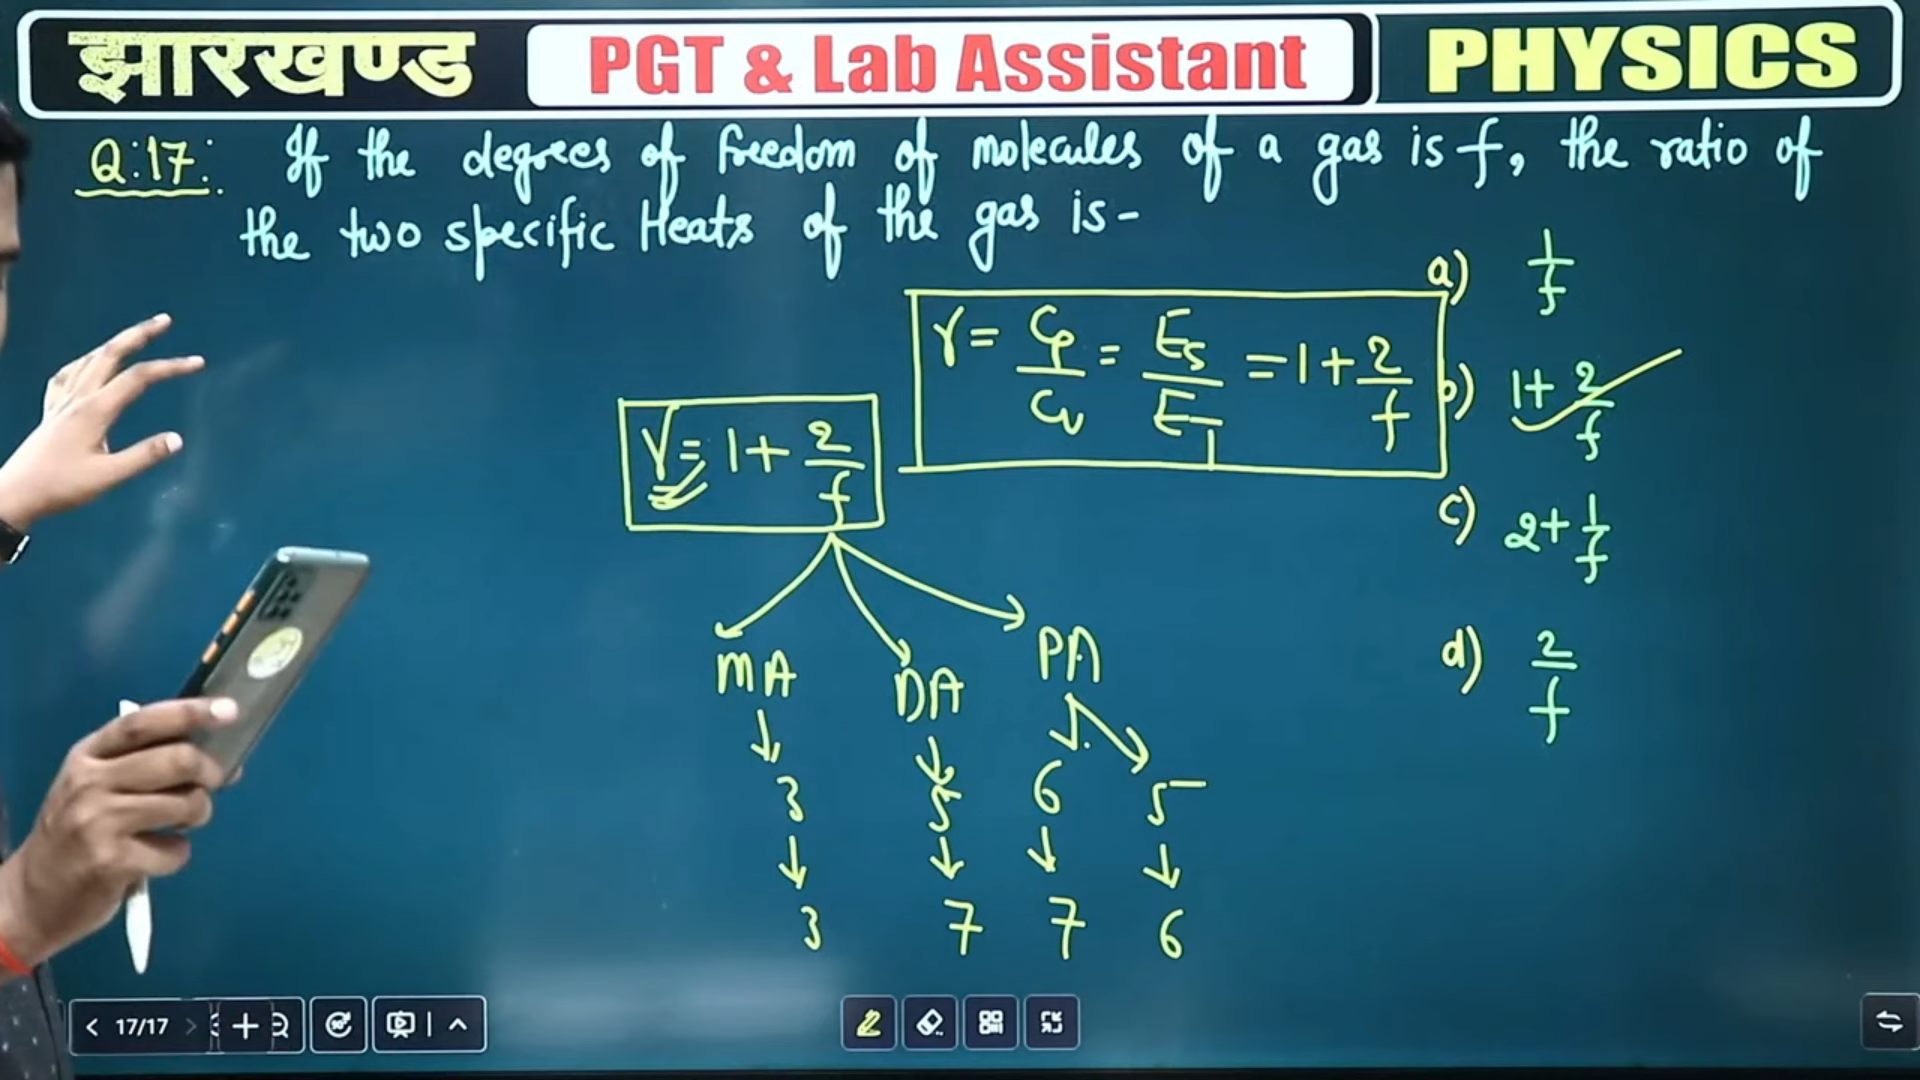 झारखण्ड PGT & Lab Assistant PHYSICS
Q:17: If the degrees of freedom of molecules of a gas is f, the ratio of
the two specific Heats of the gas is-
a) 1/f
γ = Cp/Cv = Es/ET = 1+2/f
b) 1+2/f
γ = 1+2/f
c) 2+1/f
d) 2/f
MA DA PA
3 5 6 5
3 7 7 6
17/17